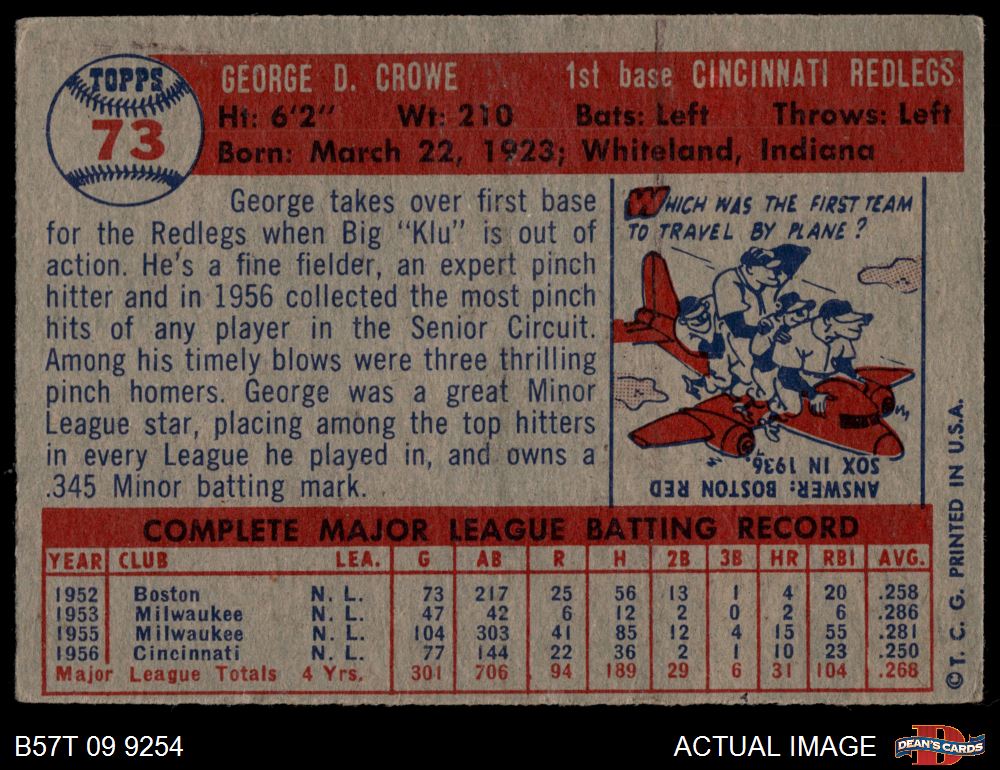 TOPPS
73
GEORGE D. CROWE 1st base CINCINNATI REDLEGS
Ht: 6'2" Wt: 210 Bats: Left Throws: Left
Born: March 22, 1923; Whiteland, Indiana
George takes over first base
for the Redlegs when Big "Klu" is out of
action. He's a fine fielder, an expert pinch
hitter and in 1956 collected the most pinch
hits of any player in the Senior Circuit.
Among his timely blows were three thrilling
pinch homers. George was a great Minor
League star, placing among the top hitters
in every League he played in, and owns a
.345 Minor batting mark.
WHICH WAS THE FIRST TEAM
TO TRAVEL BY PLANE?
ANSWER: BOSTON RED
SOX IN 1936.
COMPLETE MAJOR LEAGUE BATTING RECORD
YEAR CLUB LEA. G AB R H 2B 3B HR RBI AVG.
1952 Boston N. L. 73 217 25 56 13 1 4 20 .258
1953 Milwaukee N. L. 47 42 6 12 2 0 2 6 .286
1955 Milwaukee N. L. 104 303 41 85 12 4 15 55 .281
1956 Cincinnati N. L. 77 144 22 36 2 1 10 23 .250
Major League Totals 4 Yrs. 301 706 94 189 29 6 31 104 .268
© T. C. G. PRINTED IN U.S.A.
B57T 09 9254
ACTUAL IMAGE
D
DEAN'S CARDS